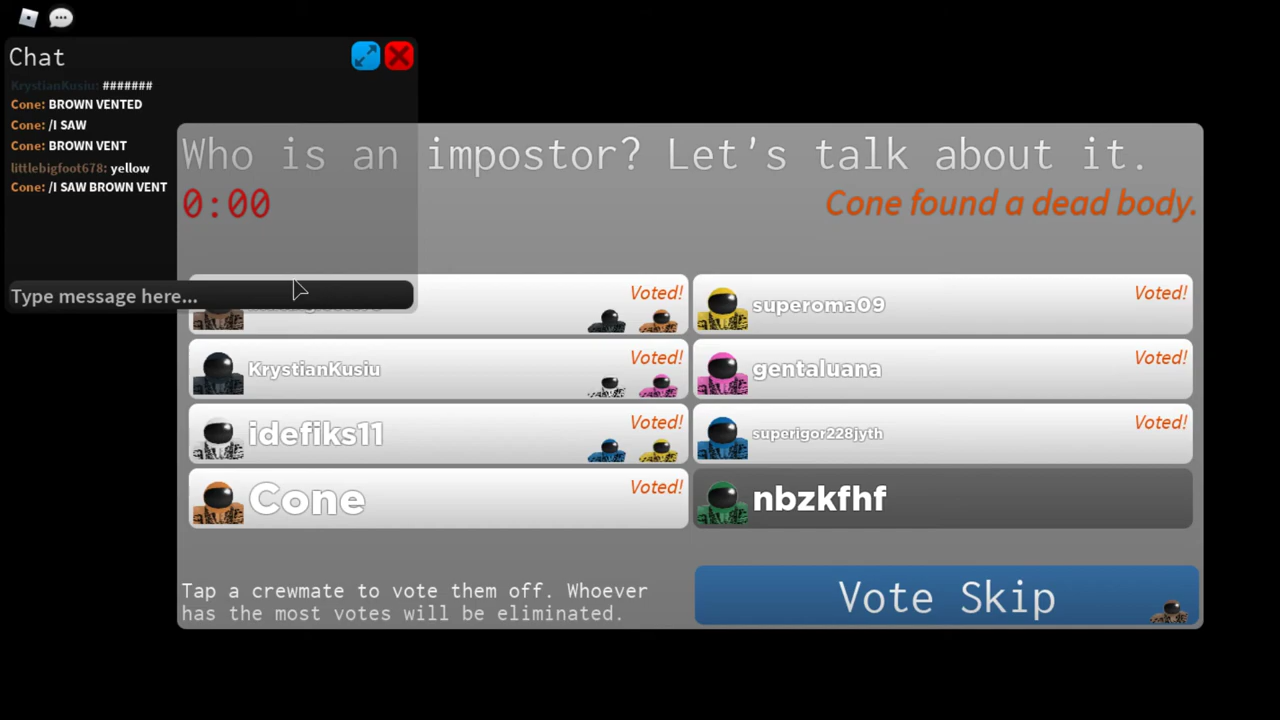 Chat
KrystianKusiu: #######
Cone: BROWN VENTED
Cone: /I SAW
Cone: BROWN VENT
littlebigfoot678: yellow
Cone: /I SAW BROWN VENT
Type message here...
Who is an impostor? Let's talk about it.
0:00
Cone found a dead body.
Voted!
superoma09 Voted!
KrystianKusiu Voted!
gentaluana Voted!
idefiks11 Voted!
superigor228jyth Voted!
Cone Voted!
nbzkfhf
Tap a crewmate to vote them off. Whoever
has the most votes will be eliminated.
Vote Skip